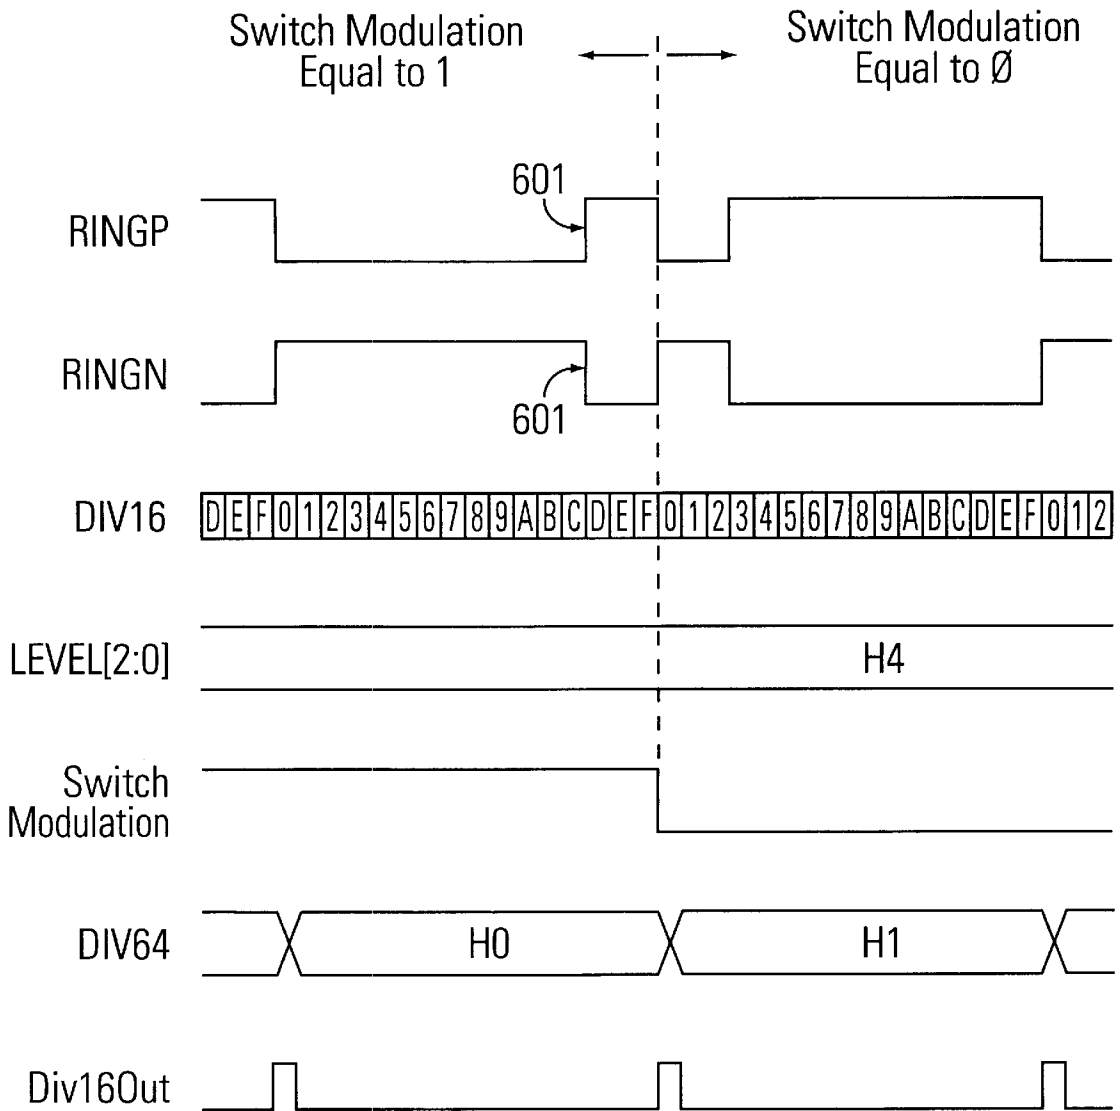 Switch Modulation
Equal to 1
Switch Modulation
Equal to Ø
RINGP
601
RINGN
601
DIV16
D E F 0 1 2 3 4 5 6 7 8 9 A B C D E F 0 1 2 3 4 5 6 7 8 9 A B C D E F 0 1 2
LEVEL[2:0]
H4
Switch
Modulation
DIV64
H0
H1
Div16Out